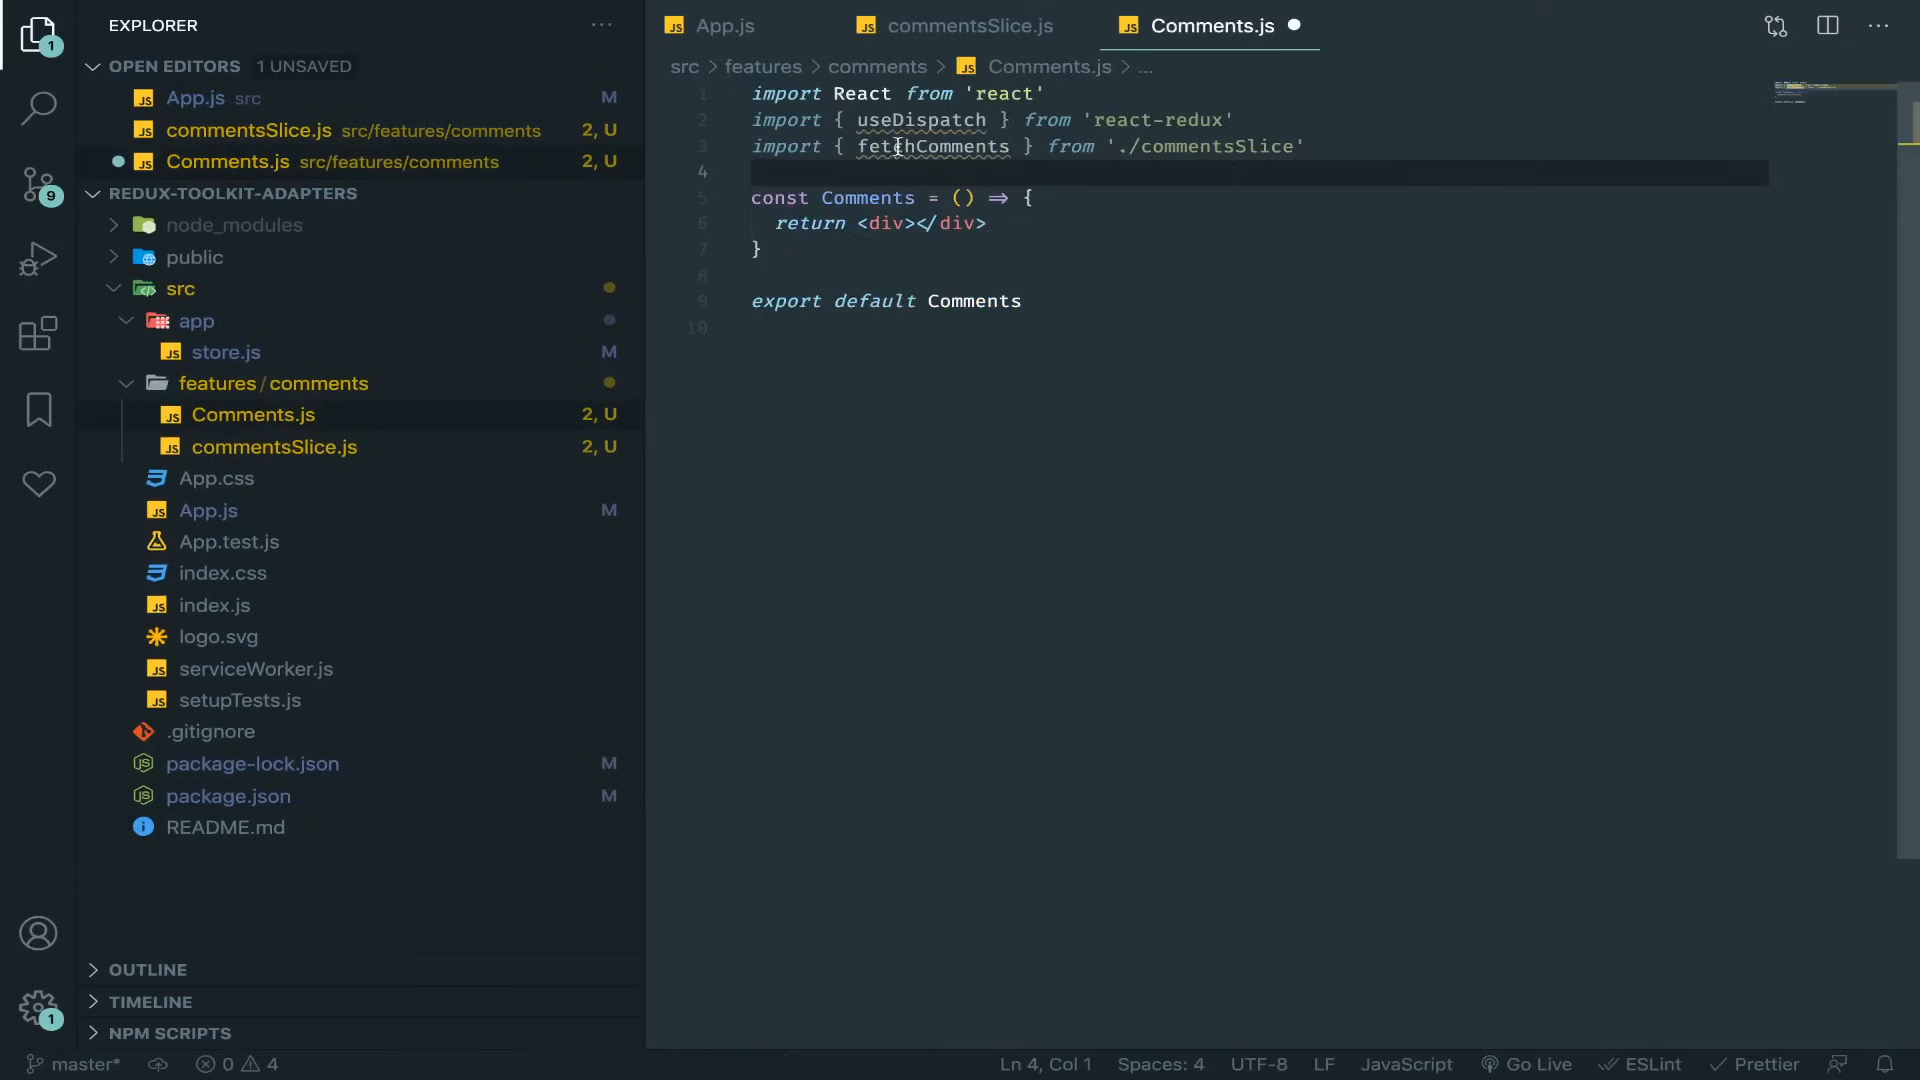 EXPLORER
OPEN EDITORS 1 UNSAVED
App.js src M
commentsSlice.js src/features/comments 2, U
Comments.js src/features/comments 2, U
REDUX-TOOLKIT-ADAPTERS
node_modules
public
src
app
store.js M
features / comments
Comments.js 2, U
commentsSlice.js 2, U
App.css
App.js M
App.test.js
index.css
index.js
logo.svg
serviceWorker.js
setupTests.js
.gitignore
package-lock.json M
package.json M
README.md
OUTLINE
TIMELINE
NPM SCRIPTS
1
9
1
App.js
commentsSlice.js
Comments.js
src > features > comments > Comments.js > ...
1 import React from 'react'
2 import { useDispatch } from 'react-redux'
3 import { fetchComments } from './commentsSlice'
4
5 const Comments = () => {
6 return <div></div>
7 }
8
9 export default Comments
10
master* 0 4 Ln 4, Col 1 Spaces: 4 UTF-8 LF JavaScript Go Live ESLint Prettier